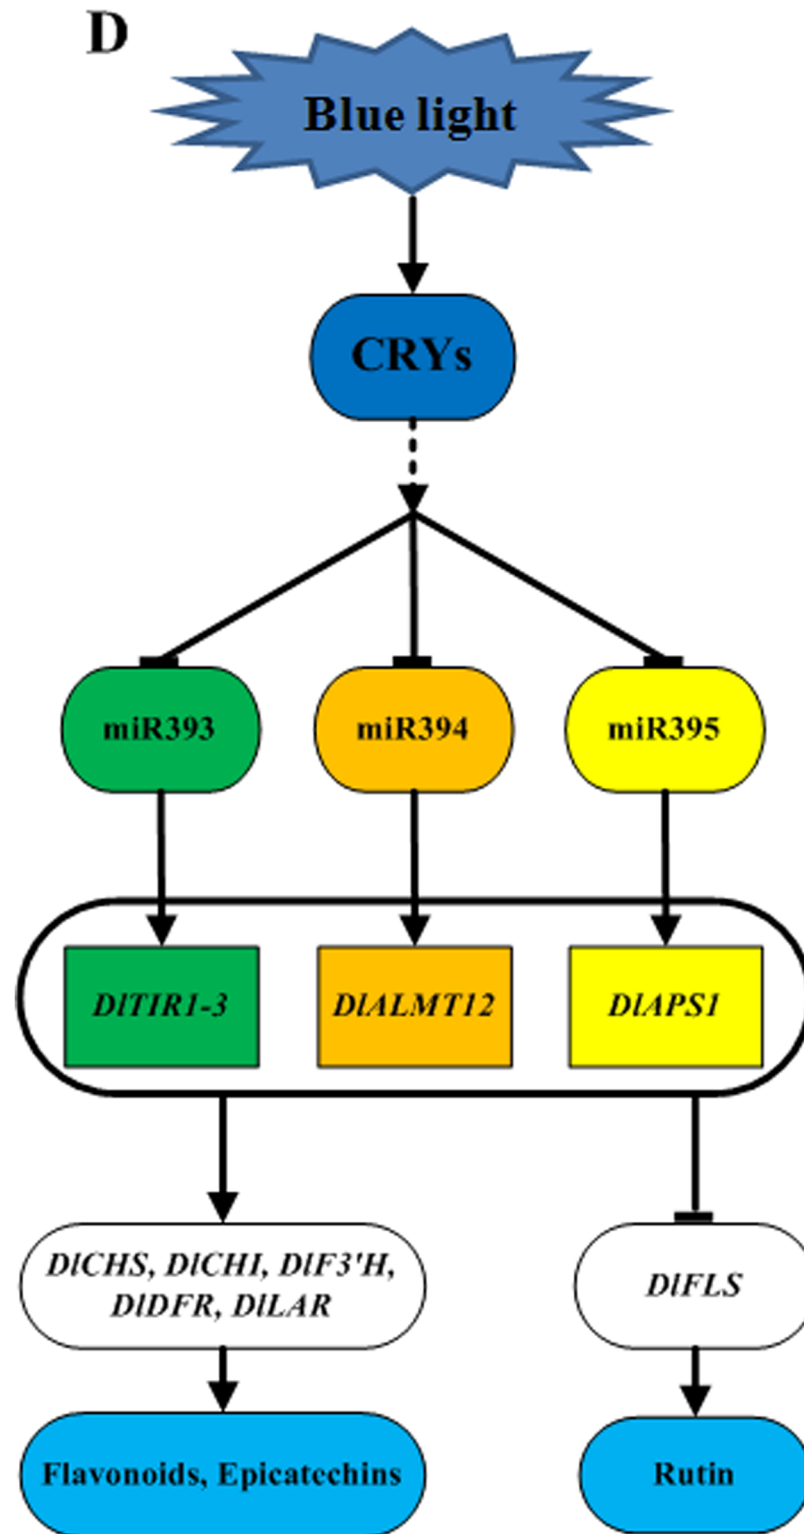 D
Blue light
CRYs
miR393 miR394 miR395
DlTIR1-3 DlALMT12 DlAPS1
DlCHS, DlCHI, DlF3'H,
DlDFR, DlLAR
DlFLS
Flavonoids, Epicatechins
Rutin